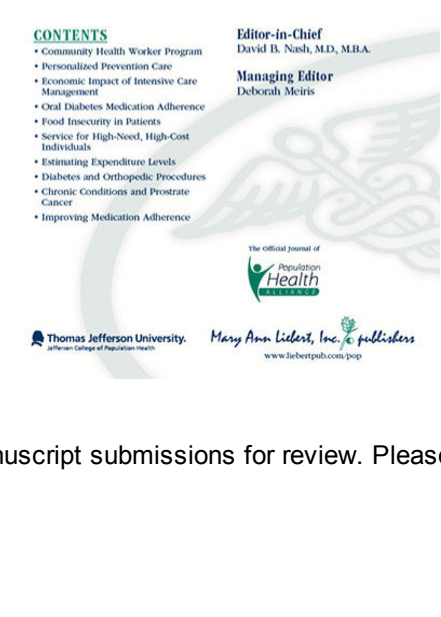 CONTENTS
• Community Health Worker Program
• Personalized Prevention Care
• Economic Impact of Intensive Care
Management
• Oral Diabetes Medication Adherence
• Food Insecurity in Patients
• Service for High-Need, High-Cost
Individuals
• Estimating Expenditure Levels
• Diabetes and Orthopedic Procedures
• Chronic Conditions and Prostrate
Cancer
• Improving Medication Adherence
Editor-in-Chief
David B. Nash, M.D., M.B.A.
Managing Editor
Deborah Meiris
The Official Journal of
Population
Health
ALLIANCE
Thomas Jefferson University.
Jefferson College of Population Health
Mary Ann Liebert, Inc. publishers
www.liebertpub.com/pop
nuscript submissions for review. Please